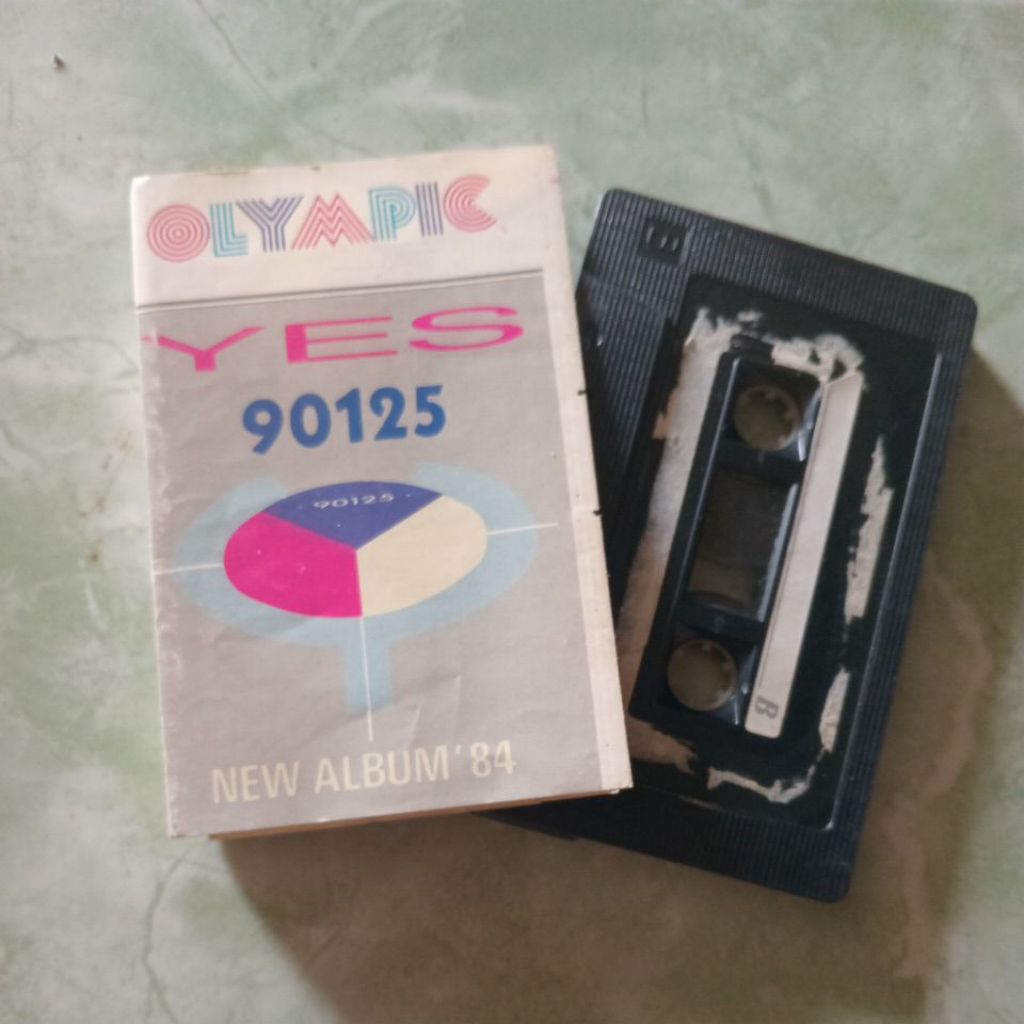 OLYMPIC
YES
90125
90125
NEW ALBUM '84
B
B